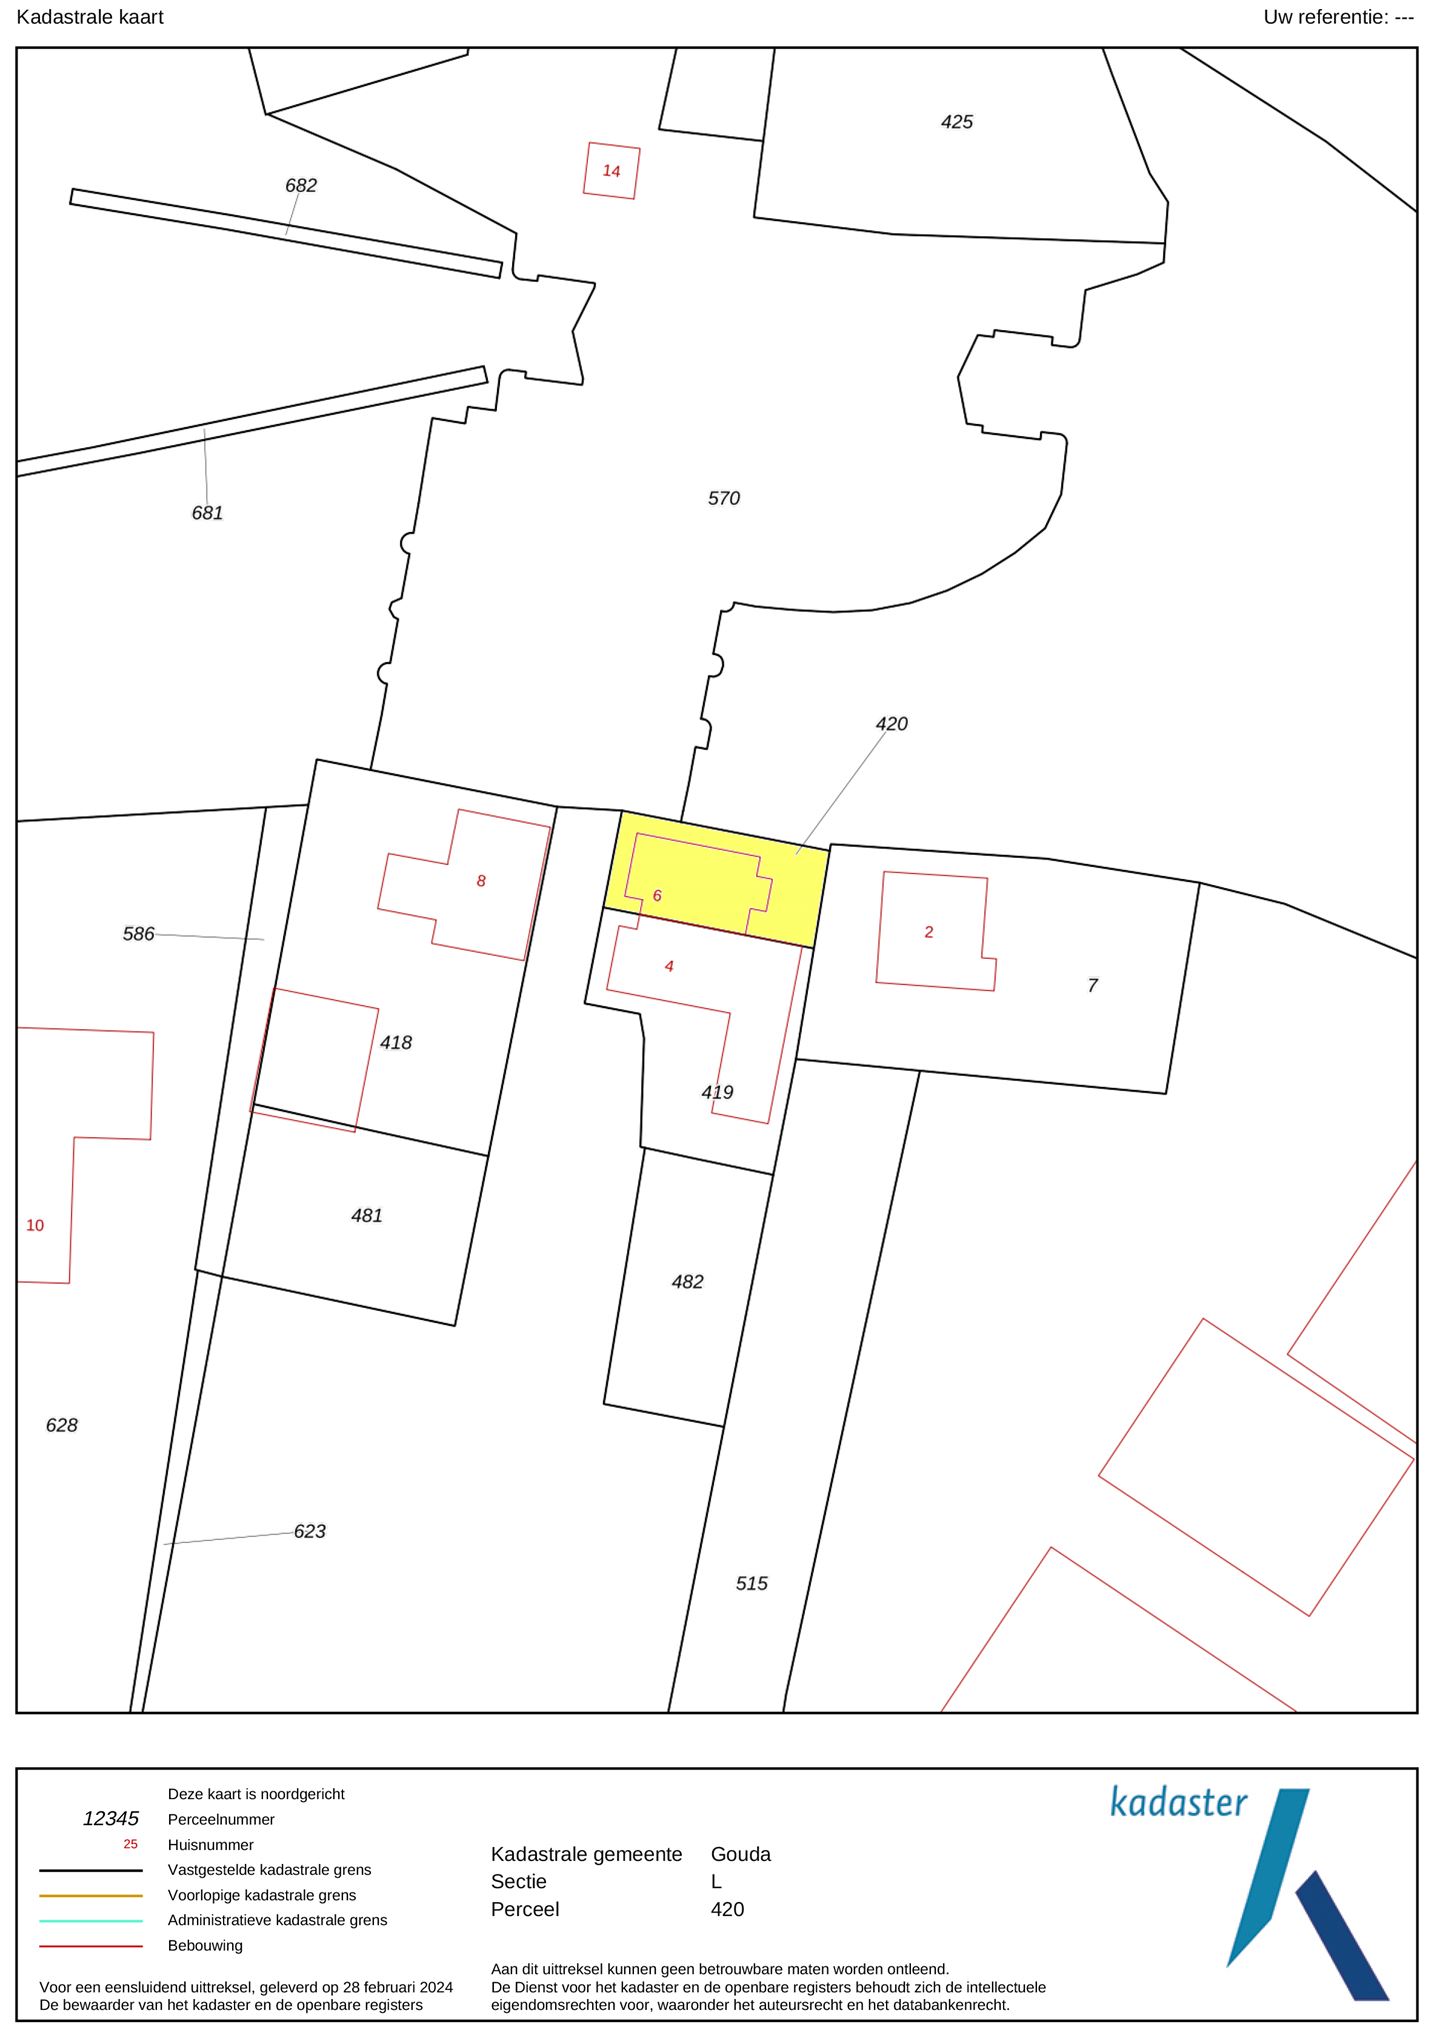 Kadastrale kaart
Uw referentie: ---
425
14
682
681
570
420
8
6
586
2
4
7
418
419
481
10
482
628
623
515
Deze kaart is noordgericht
12345 Perceelnummer
25 Huisnummer
Vastgestelde kadastrale grens
Voorlopige kadastrale grens
Administratieve kadastrale grens
Bebouwing
Voor een eensluidend uittreksel, geleverd op 28 februari 2024
De bewaarder van het kadaster en de openbare registers
Kadastrale gemeente Gouda
Sectie L
Perceel 420
Aan dit uittreksel kunnen geen betrouwbare maten worden ontleend.
De Dienst voor het kadaster en de openbare registers behoudt zich de intellectuele
eigendomsrechten voor, waaronder het auteursrecht en het databankenrecht.
kadaster